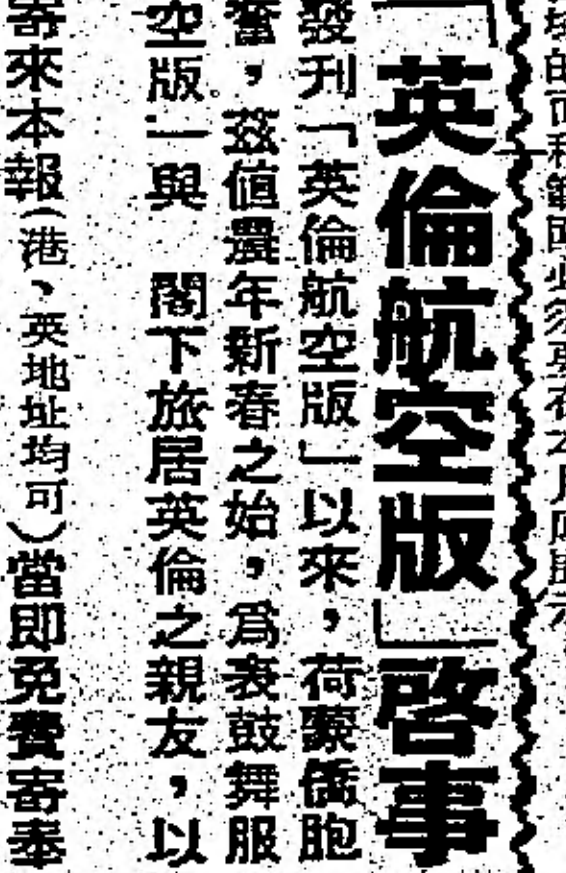 「英倫航空版」啓事
發刊「英倫航空版」以來,荷蒙僑胞
奮,茲值農年新春之始,爲表鼓舞服
空版」與 閣下旅居英倫之親友,以
寄來本報(港、英地址均可)當即免費寄奉